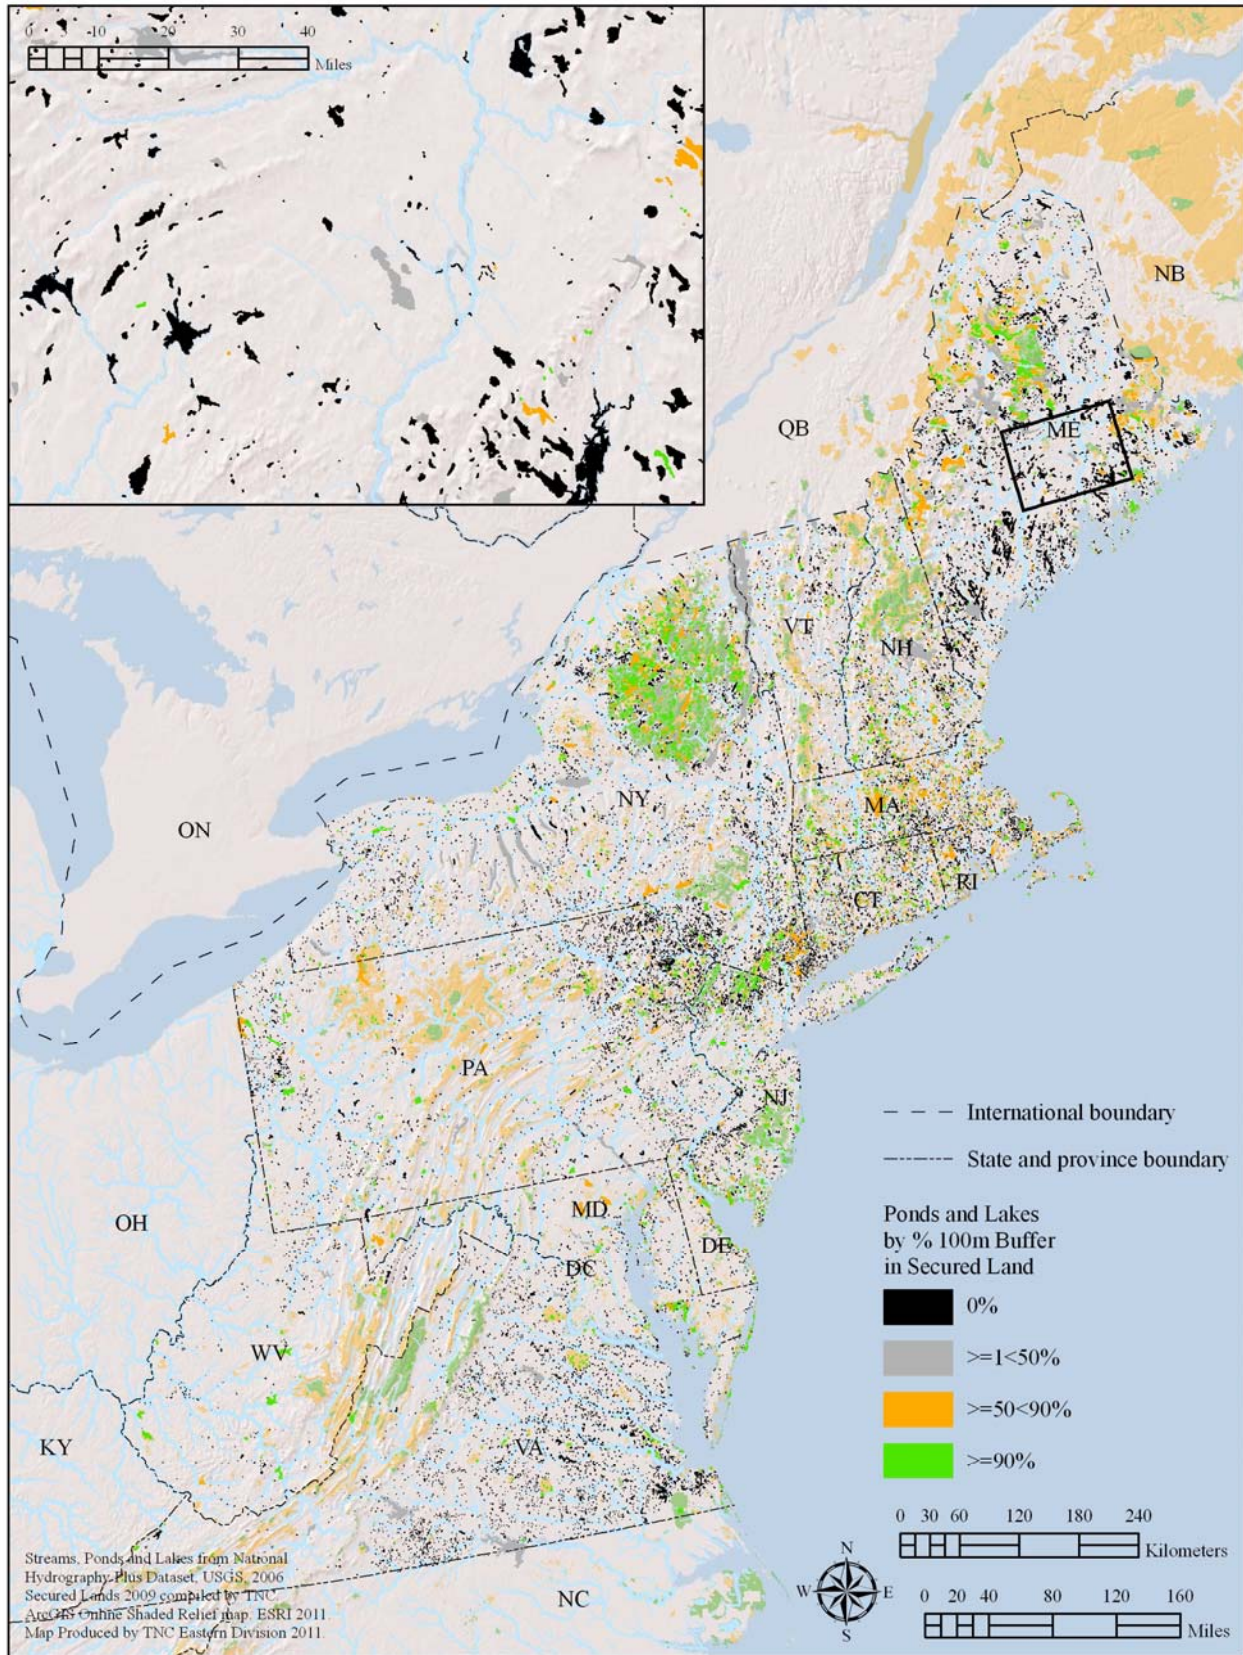 0 5 10 20 30 40
Miles
NB
ME
QB
VT
NH
NY
MA
ON
CT
RI
PA
NJ
International boundary
State and province boundary
OH
MD
DE
DC
Ponds and Lakes
by % 100m Buffer
in Secured Land
0%
>=1<50%
>=50<90%
>=90%
WV
KY
VA
0 30 60 120 180 240
Kilometers
N
W E
S
0 20 40 80 120 160
Miles
NC
Streams, Ponds and Lakes from National
Hydrography Plus Dataset, USGS, 2006
Secured Lands 2009 compiled by TNC.
ArcGIS Online Shaded Relief map. ESRI 2011.
Map Produced by TNC Eastern Division 2011.